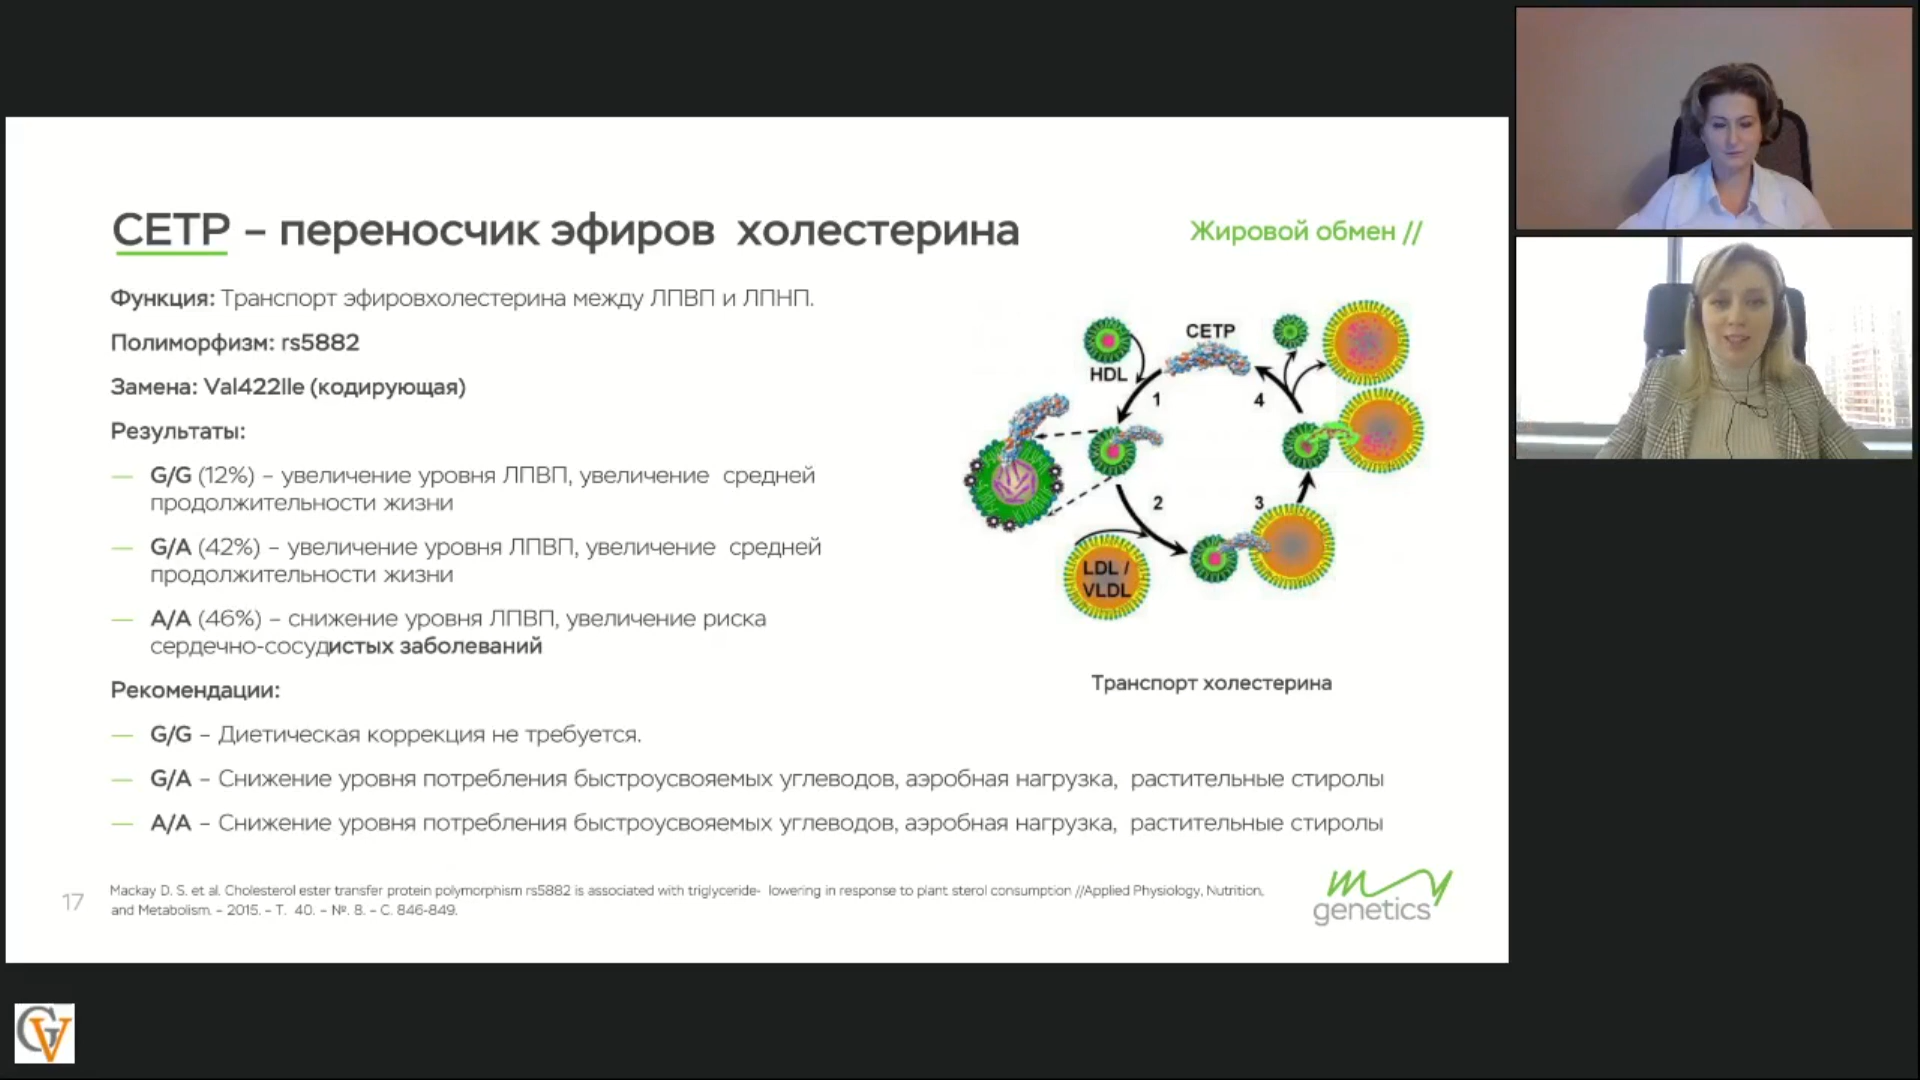 CETP – переносчик эфиров холестерина
Жировой обмен //
Функция: Транспорт эфировхолестерина между ЛПВП и ЛПНП.
Полиморфизм: rs5882
Замена: Val422Ile (кодирующая)
Результаты:
— G/G (12%) – увеличение уровня ЛПВП, увеличение средней
продолжительности жизни
— G/A (42%) – увеличение уровня ЛПВП, увеличение средней
продолжительности жизни
— A/A (46%) – снижение уровня ЛПВП, увеличение риска
сердечно-сосудистых заболеваний
Рекомендации:
— G/G – Диетическая коррекция не требуется.
— G/A – Снижение уровня потребления быстроусвояемых углеводов, аэробная нагрузка, растительные стиролы
— A/A – Снижение уровня потребления быстроусвояемых углеводов, аэробная нагрузка, растительные стиролы
CETP
HDL
1
4
2
3
LDL /
VLDL
Транспорт холестерина
17
Mackay D. S. et al. Cholesterol ester transfer protein polymorphism rs5882 is associated with triglyceride- lowering in response to plant sterol consumption //Applied Physiology, Nutrition,
and Metabolism. – 2015. – Т. 40. – №. 8. – С. 846-849.
my
genetics
GV